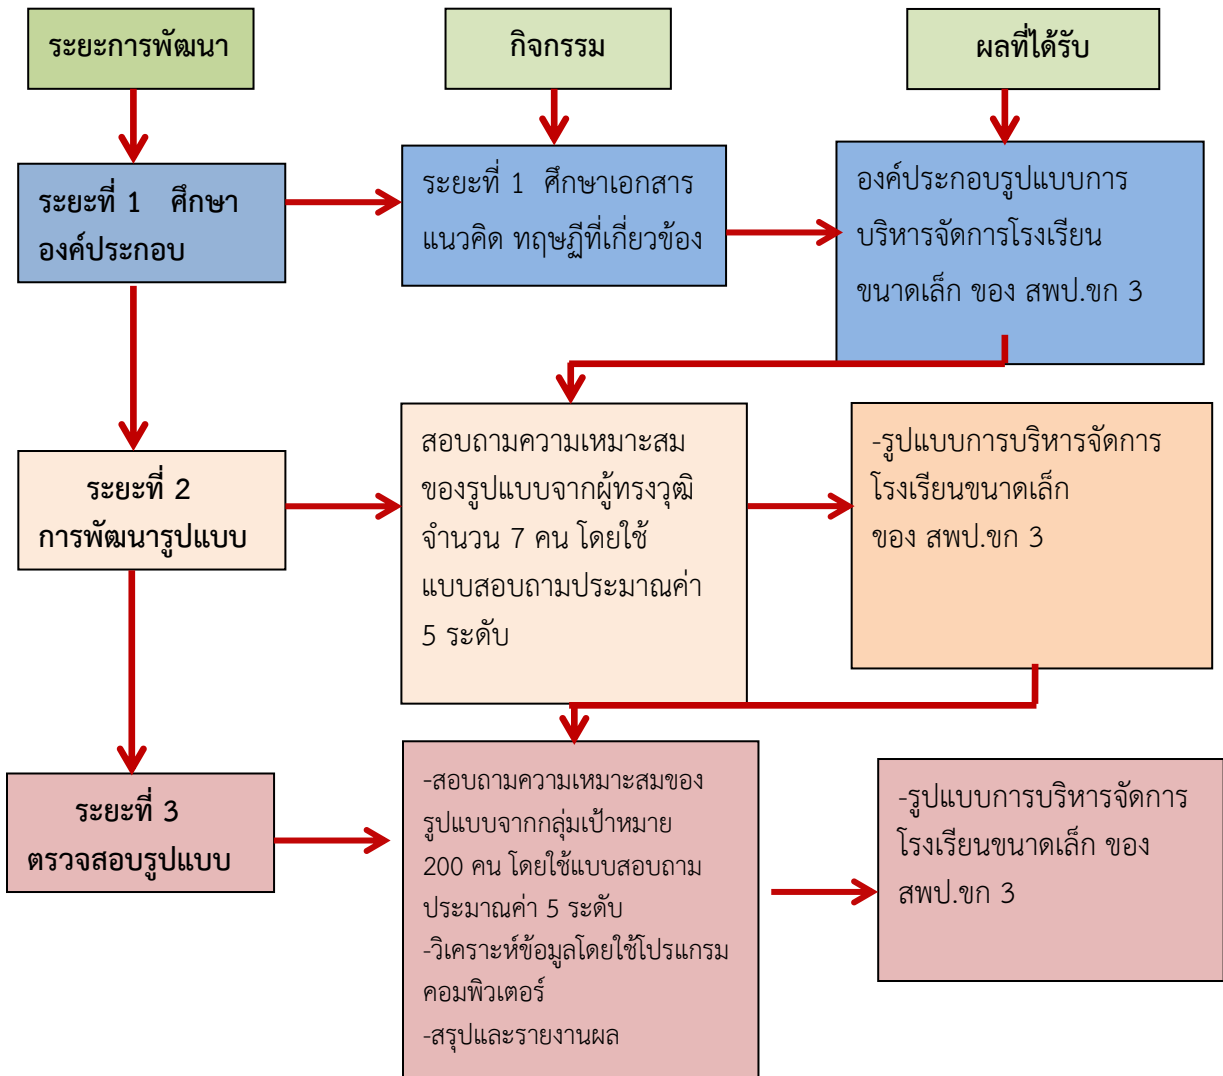 ระยะการพัฒนา
กิจกรรม
ผลที่ได้รับ
ระยะที่ 1 ศึกษา
องค์ประกอบ
ระยะที่ 1 ศึกษาเอกสาร
แนวคิด ทฤษฏีที่เกี่ยวข้อง
องค์ประกอบรูปแบบการ
บริหารจัดการโรงเรียน
ขนาดเล็ก ของ สพป.ขก 3
ระยะที่ 2
การพัฒนารูปแบบ
สอบถามความเหมาะสม
ของรูปแบบจากผู้ทรงวุฒิ
จำนวน 7 คน โดยใช้
แบบสอบถามประมาณค่า
5 ระดับ
-รูปแบบการบริหารจัดการ
โรงเรียนขนาดเล็ก
ของ สพป.ขก 3
ระยะที่ 3
ตรวจสอบรูปแบบ
-สอบถามความเหมาะสมของ
รูปแบบจากกลุ่มเป้าหมาย
200 คน โดยใช้แบบสอบถาม
ประมาณค่า 5 ระดับ
-วิเคราะห์ข้อมูลโดยใช้โปรแกรม
คอมพิวเตอร์
-สรุปและรายงานผล
-รูปแบบการบริหารจัดการ
โรงเรียนขนาดเล็ก ของ
สพป.ขก 3